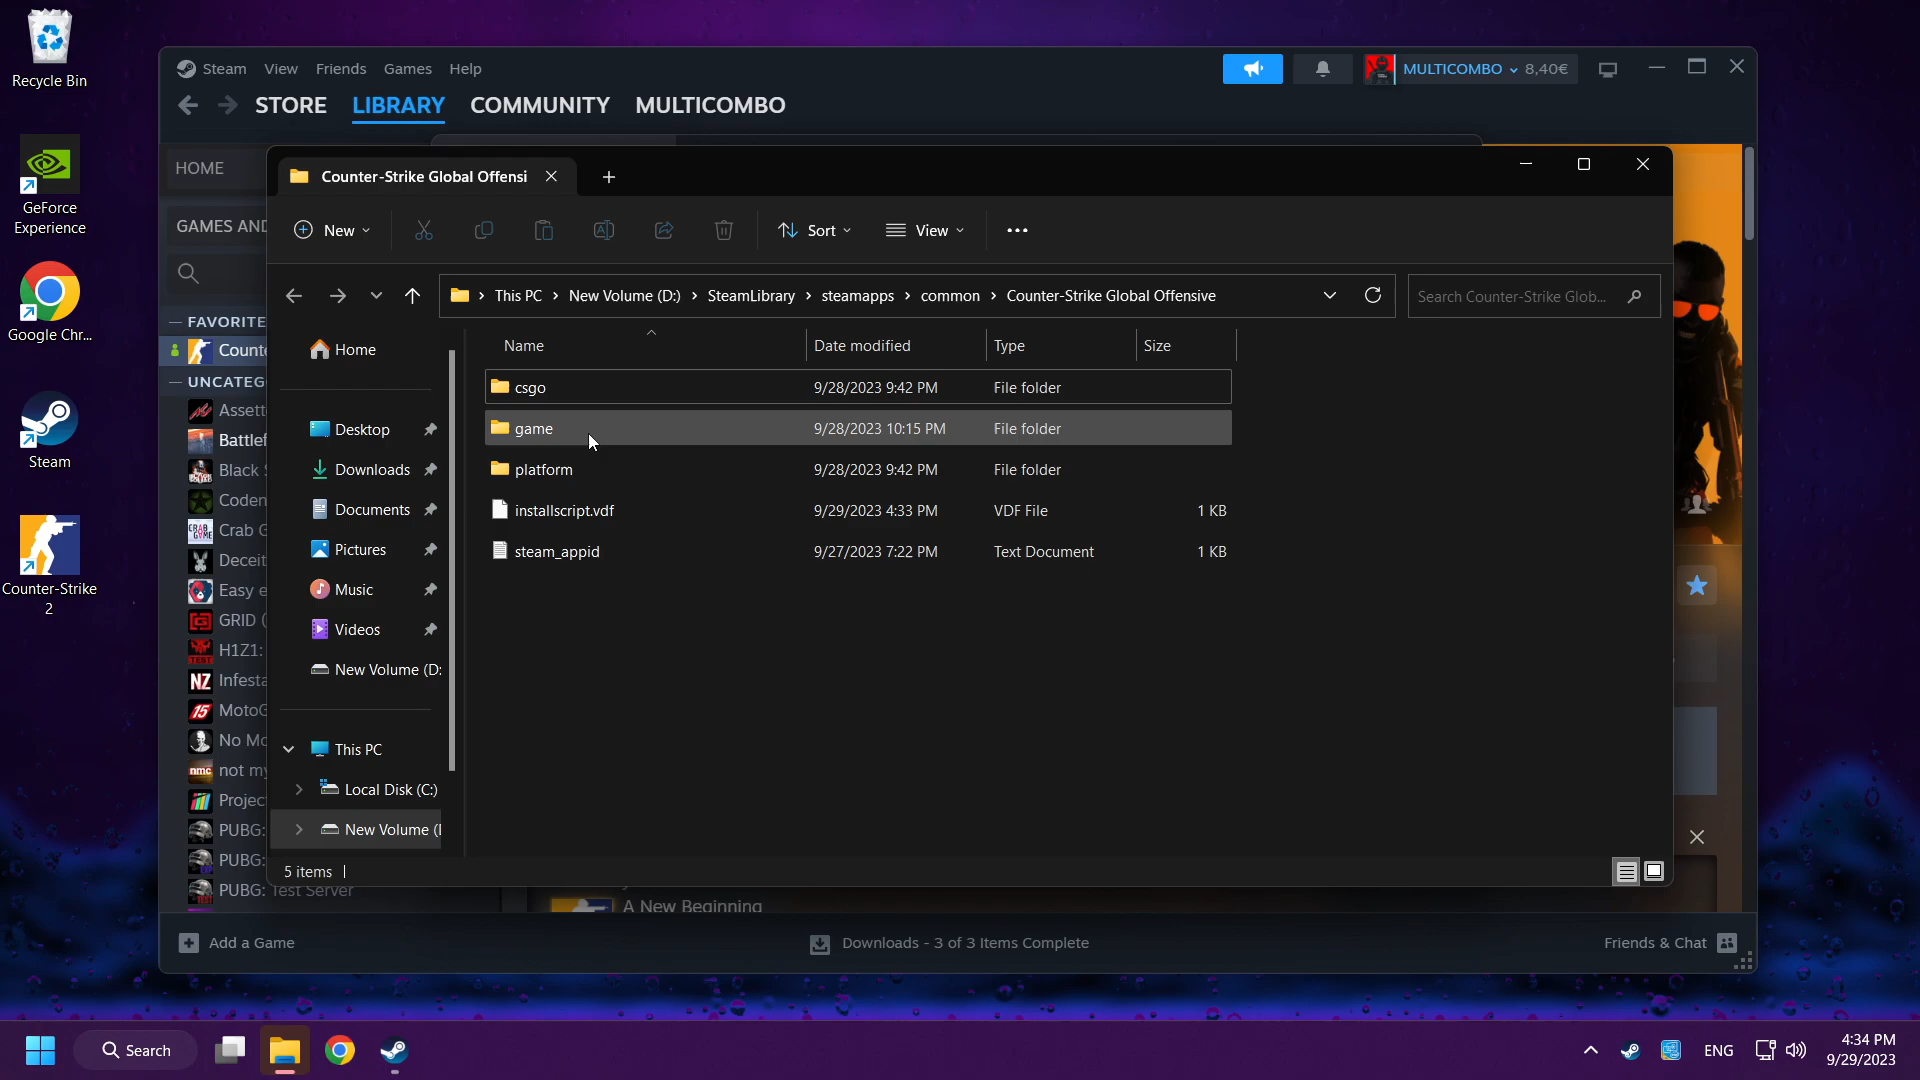 Recycle Bin
GeForce
Experience
Google Chr...
Steam
Counter-Strike
2
Steam View Friends Games Help
MULTICOMBO 8,40€
STORE LIBRARY COMMUNITY MULTICOMBO
HOME
GAMES AND
FAVORITE
Counte
UNCATEG
Assett
Battlef
Black
Coden
CRAB GAME Crab G
Deceit
Easy e
GRID (
TEST H1Z1:
NZ Infesta
15 MotoG
No Mo
nmc not my
Projec
PUBG:
PUBG:
TEST PUBG: Test Server
Counter-Strike Global Offensi
New Sort View
This PC New Volume (D:) SteamLibrary steamapps common Counter-Strike Global Offensive
Search Counter-Strike Glob...
Home
Desktop
Downloads
Documents
Pictures
Music
Videos
New Volume (D:
This PC
Local Disk (C:)
New Volume (
Name Date modified Type Size
csgo 9/28/2023 9:42 PM File folder
game 9/28/2023 10:15 PM File folder
platform 9/28/2023 9:42 PM File folder
installscript.vdf 9/29/2023 4:33 PM VDF File 1 KB
steam_appid 9/27/2023 7:22 PM Text Document 1 KB
5 items
A New Beginning
Add a Game
Downloads - 3 of 3 Items Complete
Friends & Chat
Search
ENG
4:34 PM
9/29/2023